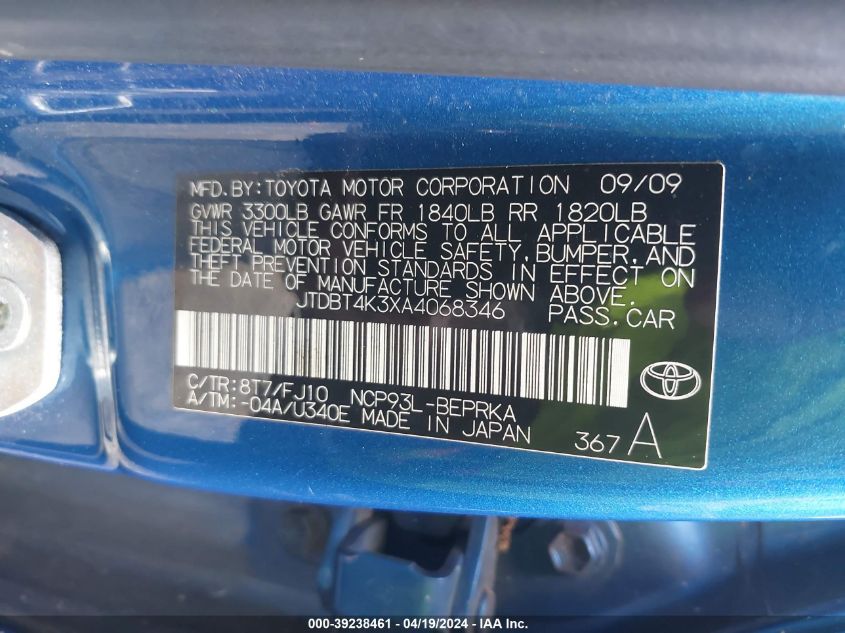 MFD.BY:TOYOTA MOTOR CORPORATION 09/09
GVWR 3300LB GAWR FR 1840LB RR 1820LB
THIS VEHICLE CONFORMS TO ALL APPLICABLE
FEDERAL MOTOR VEHICLE SAFETY,BUMPER,AND
THEFT PREVENTION STANDARDS IN EFFECT ON
THE DATE OF MANUFACTURE SHOWN ABOVE.
JTDBT4K3XA4068346 PASS.CAR
C/TR:8T7/FJ10 NCP93L-BEPRKA
A/TM:-04A/U340E MADE IN JAPAN
367 A
000-39238461 - 04/19/2024 - IAA Inc.